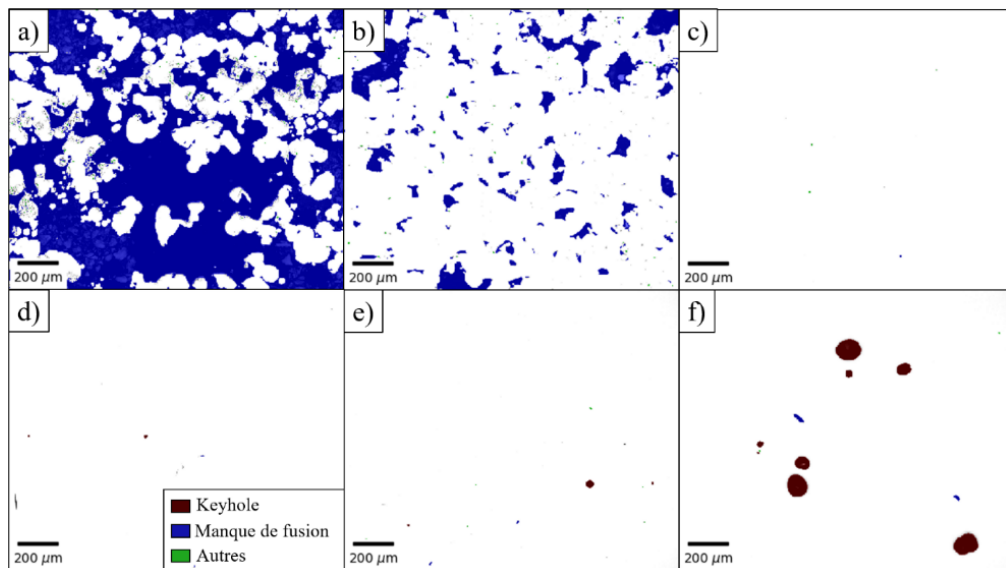 a)
b)
c)
200 µm
200 µm
200 µm
d)
e)
f)
Keyhole
Manque de fusion
Autres
200 µm
200 µm
200 µm